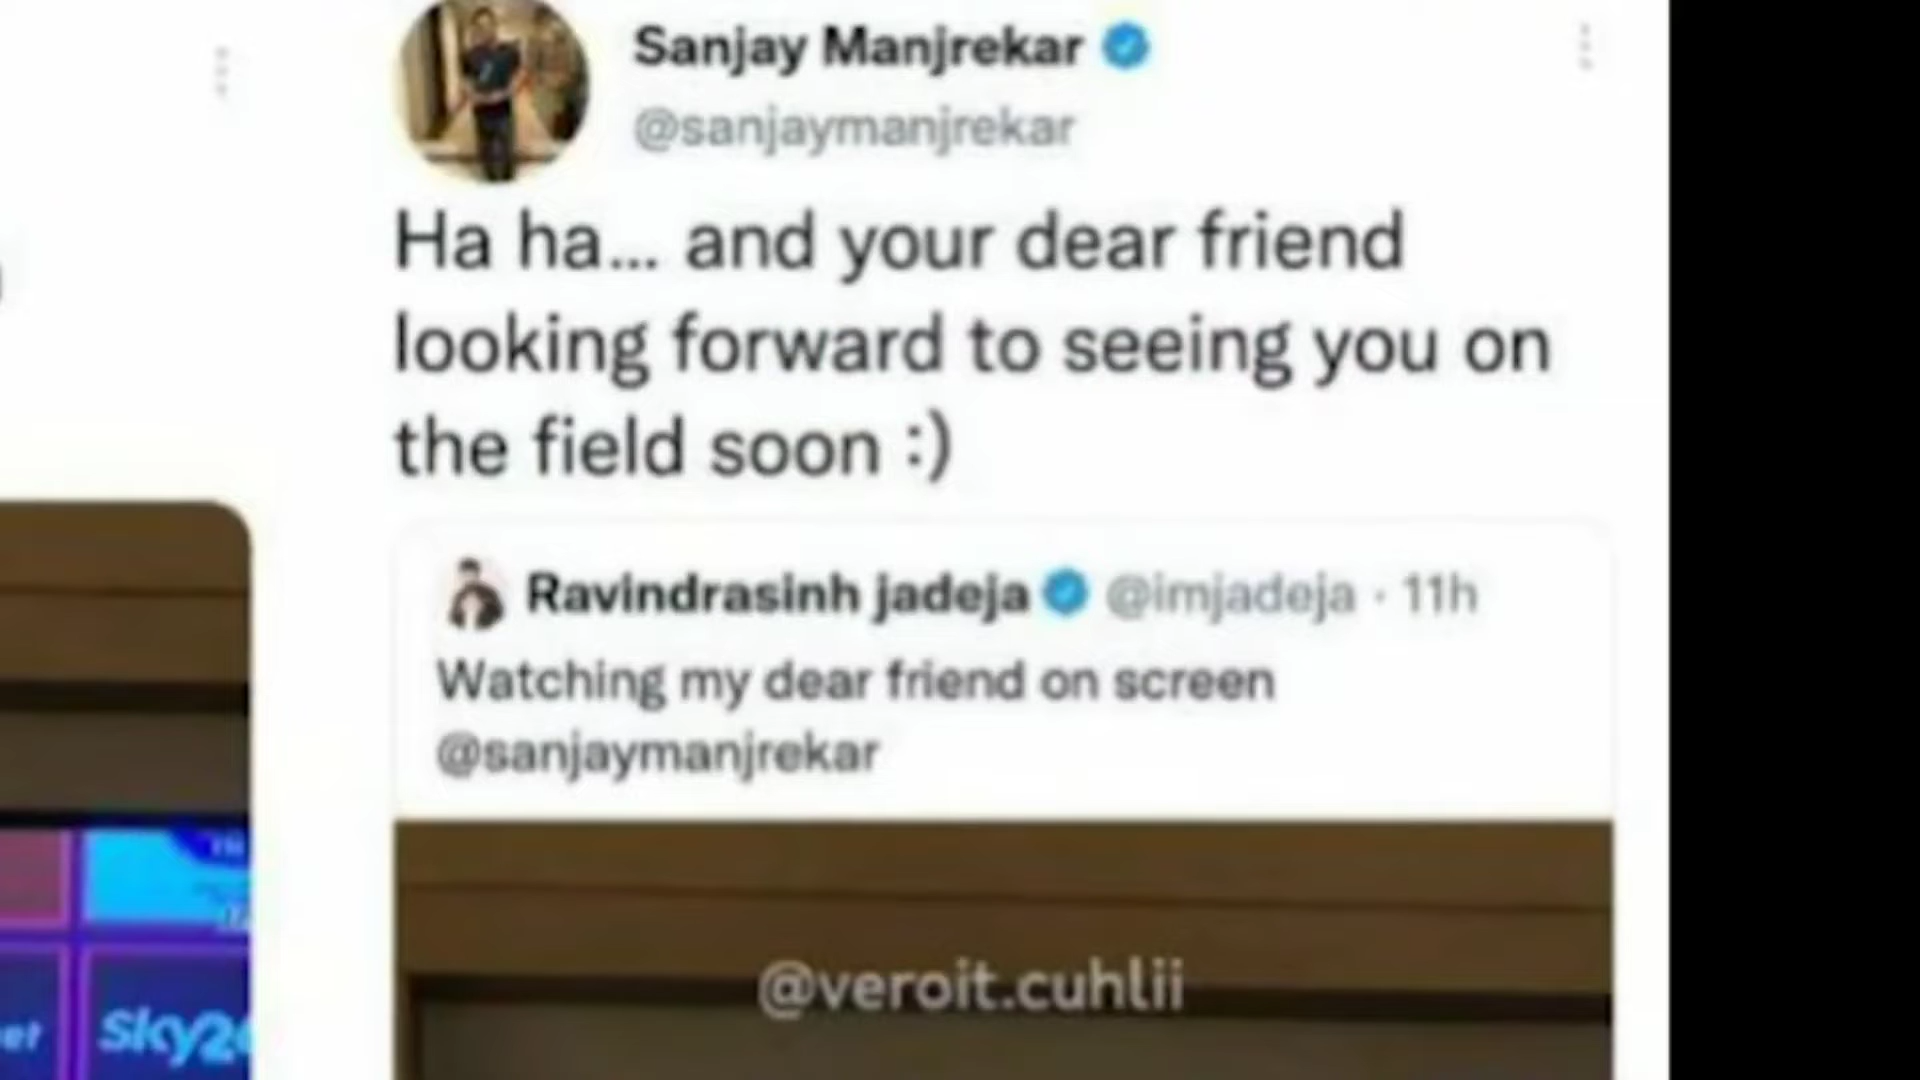 Sanjay Manjrekar
@sanjaymanjrekar
Ha ha... and your dear friend
looking forward to seeing you on
the field soon :)
Ravindrasinh jadeja @imjadeja · 11h
Watching my dear friend on screen
@sanjaymanjrekar
@veroit.cuhlii
Sky2